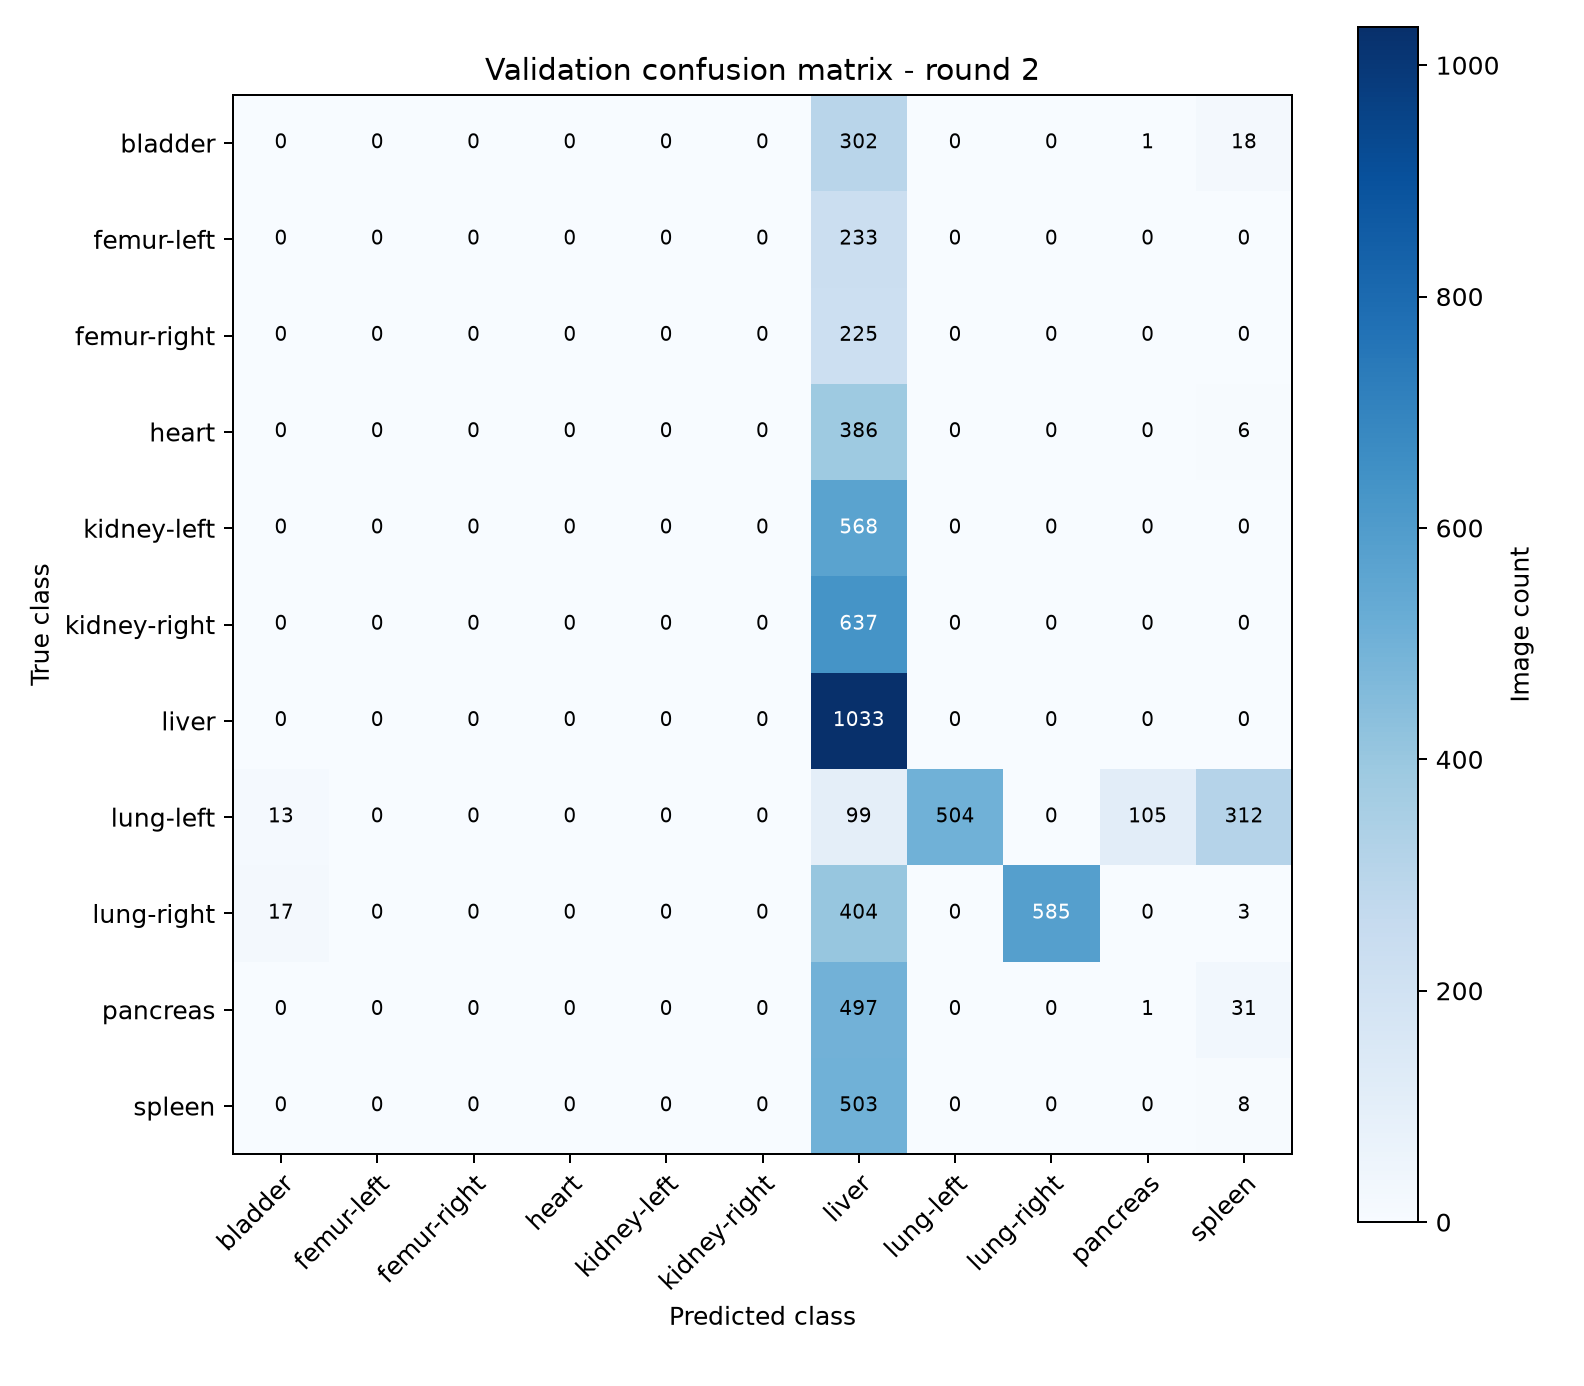 Validation confusion matrix - round 2
bladder 0 0 0 0 0 0 302 0 0 1 18
femur-left 0 0 0 0 0 0 233 0 0 0 0
femur-right 0 0 0 0 0 0 225 0 0 0 0
heart 0 0 0 0 0 0 386 0 0 0 6
kidney-left 0 0 0 0 0 0 568 0 0 0 0
kidney-right 0 0 0 0 0 0 637 0 0 0 0
liver 0 0 0 0 0 0 1033 0 0 0 0
lung-left 13 0 0 0 0 0 99 504 0 105 312
lung-right 17 0 0 0 0 0 404 0 585 0 3
pancreas 0 0 0 0 0 0 497 0 0 1 31
spleen 0 0 0 0 0 0 503 0 0 0 8
True class
bladder femur-left femur-right heart kidney-left kidney-right liver lung-left lung-right pancreas spleen
Predicted class
1000
800
600
400
200
0
Image count